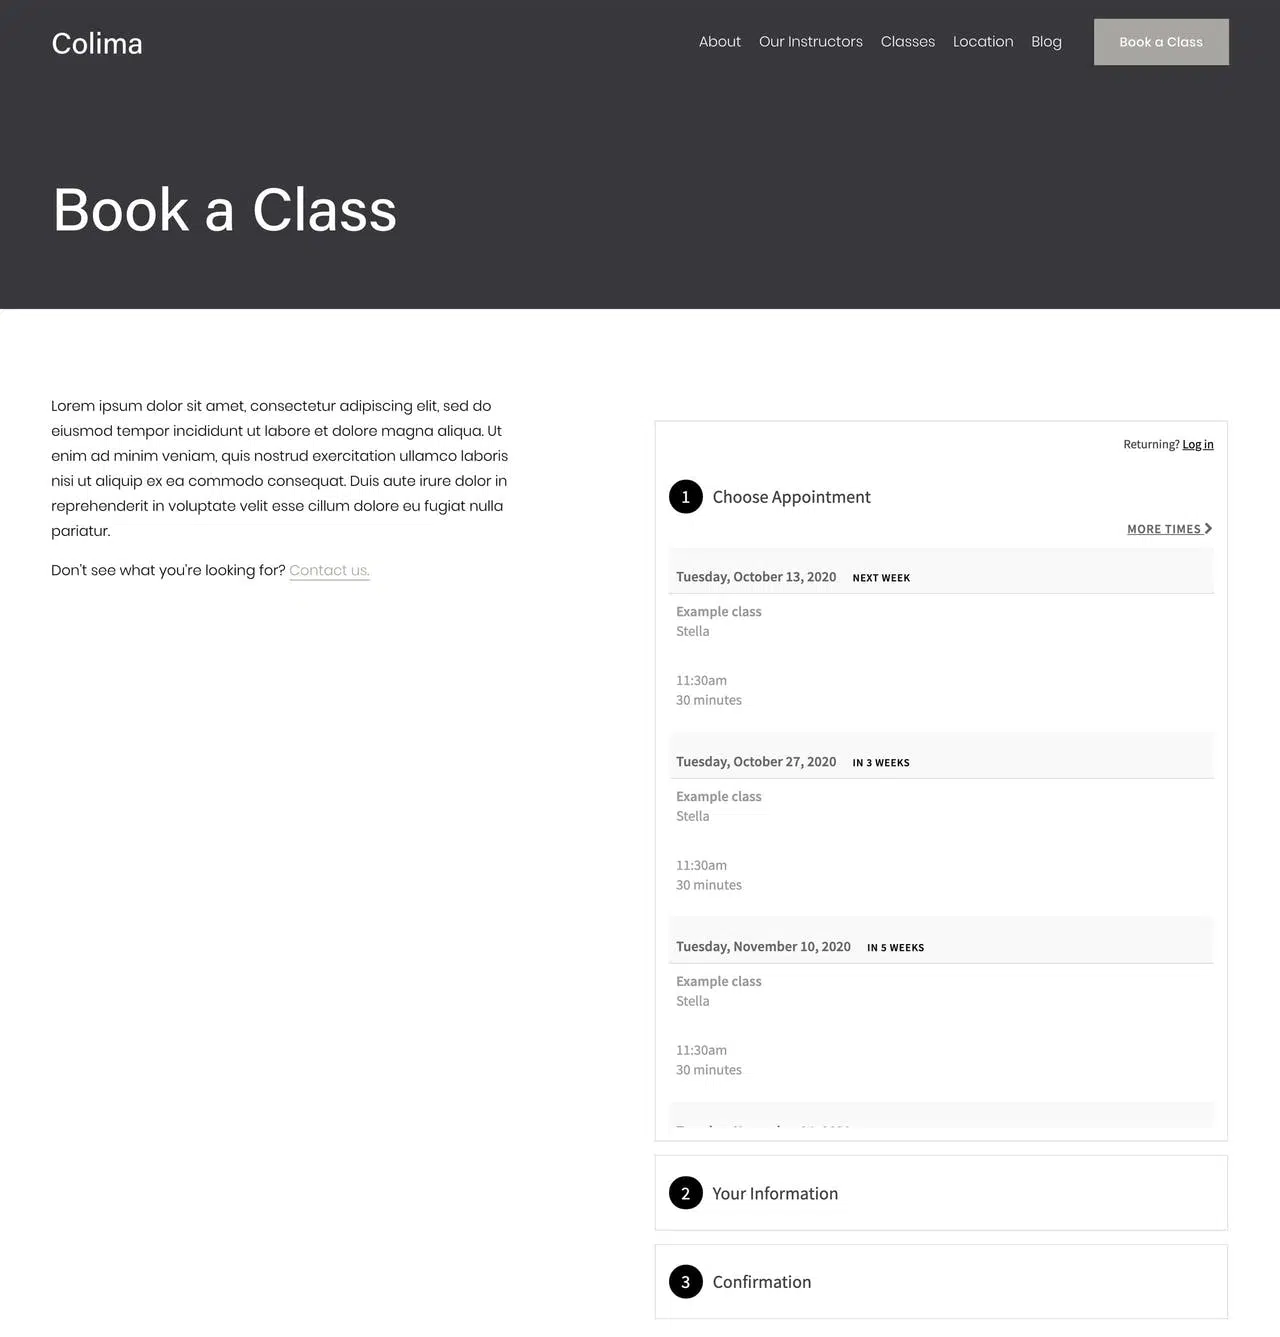 Colima
About
Our Instructors
Classes
Location
Blog
Book a Class
Book a Class
Lorem ipsum dolor sit amet, consectetur adipiscing elit, sed do
eiusmod tempor incididunt ut labore et dolore magna aliqua. Ut
enim ad minim veniam, quis nostrud exercitation ullamco laboris
nisi ut aliquip ex ea commodo consequat. Duis aute irure dolor in
reprehenderit in voluptate velit esse cillum dolore eu fugiat nulla
pariatur.
Don't see what you're looking for? Contact us.
Returning? Log in
1 Choose Appointment
MORE TIMES
Tuesday, October 13, 2020 NEXT WEEK
Example class
Stella
11:30am
30 minutes
Tuesday, October 27, 2020 IN 3 WEEKS
Example class
Stella
11:30am
30 minutes
Tuesday, November 10, 2020 IN 5 WEEKS
Example class
Stella
11:30am
30 minutes
2 Your Information
3 Confirmation